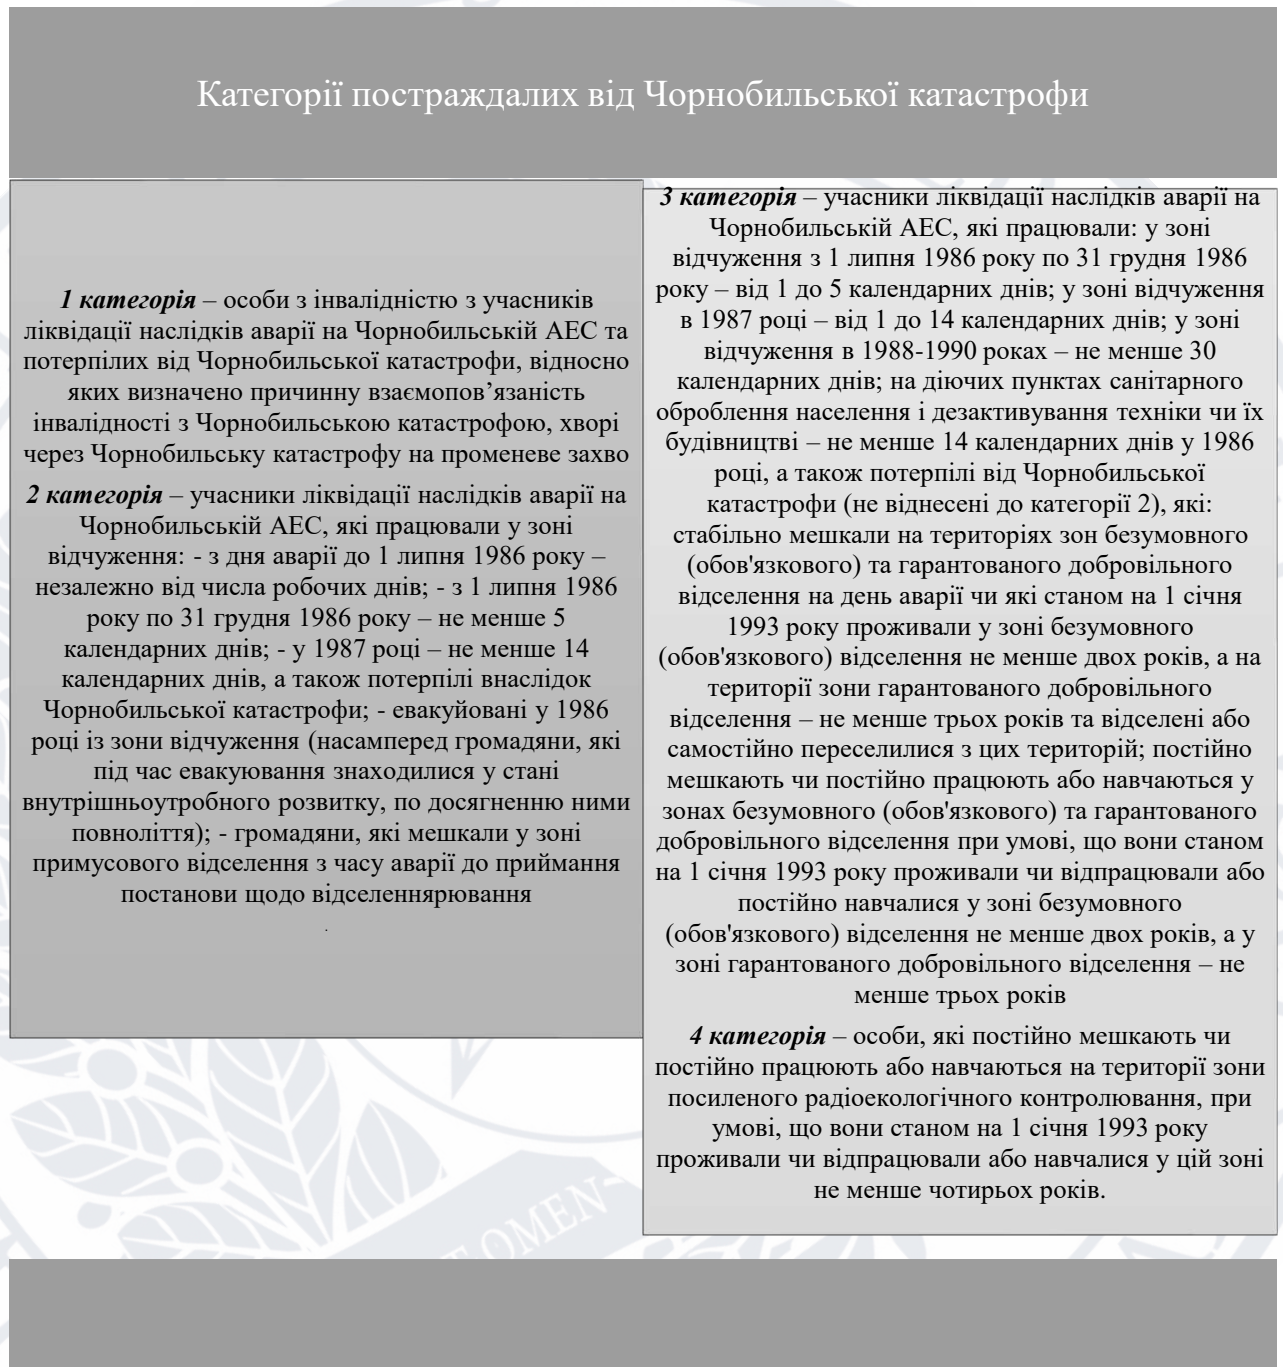 Категорії постраждалих від Чорнобильської катастрофи
1 категорія – особи з інвалідністю з учасників
ліквідації наслідків аварії на Чорнобильській АЕС та
потерпілих від Чорнобильської катастрофи, відносно
яких визначено причинну взаємопов’язаність
інвалідності з Чорнобильською катастрофою, хворі
через Чорнобильську катастрофу на променеве захво
2 категорія – учасники ліквідації наслідків аварії на
Чорнобильській АЕС, які працювали у зоні
відчуження: - з дня аварії до 1 липня 1986 року –
незалежно від числа робочих днів; - з 1 липня 1986
року по 31 грудня 1986 року – не менше 5
календарних днів; - у 1987 році – не менше 14
календарних днів, а також потерпілі внаслідок
Чорнобильської катастрофи; - евакуйовані у 1986
році із зони відчуження (насамперед громадяни, які
під час евакуювання знаходилися у стані
внутрішньоутробного розвитку, по досягненню ними
повноліття); - громадяни, які мешкали у зоні
примусового відселення з часу аварії до приймання
постанови щодо відселеннярювання
.
3 категорія – учасники ліквідації наслідків аварії на
Чорнобильській АЕС, які працювали: у зоні
відчуження з 1 липня 1986 року по 31 грудня 1986
року – від 1 до 5 календарних днів; у зоні відчуження
в 1987 році – від 1 до 14 календарних днів; у зоні
відчуження в 1988-1990 роках – не менше 30
календарних днів; на діючих пунктах санітарного
оброблення населення і дезактивування техніки чи їх
будівництві – не менше 14 календарних днів у 1986
році, а також потерпілі від Чорнобильської
катастрофи (не віднесені до категорії 2), які:
стабільно мешкали на територіях зон безумовного
(обов'язкового) та гарантованого добровільного
відселення на день аварії чи які станом на 1 січня
1993 року проживали у зоні безумовного
(обов'язкового) відселення не менше двох років, а на
території зони гарантованого добровільного
відселення – не менше трьох років та відселені або
самостійно переселилися з цих територій; постійно
мешкають чи постійно працюють або навчаються у
зонах безумовного (обов'язкового) та гарантованого
добровільного відселення при умові, що вони станом
на 1 січня 1993 року проживали чи відпрацювали або
постійно навчалися у зоні безумовного
(обов'язкового) відселення не менше двох років, а у
зоні гарантованого добровільного відселення – не
менше трьох років
4 категорія – особи, які постійно мешкають чи
постійно працюють або навчаються на території зони
посиленого радіоекологічного контролювання, при
умові, що вони станом на 1 січня 1993 року
проживали чи відпрацювали або навчалися у цій зоні
не менше чотирьох років.
OMEN